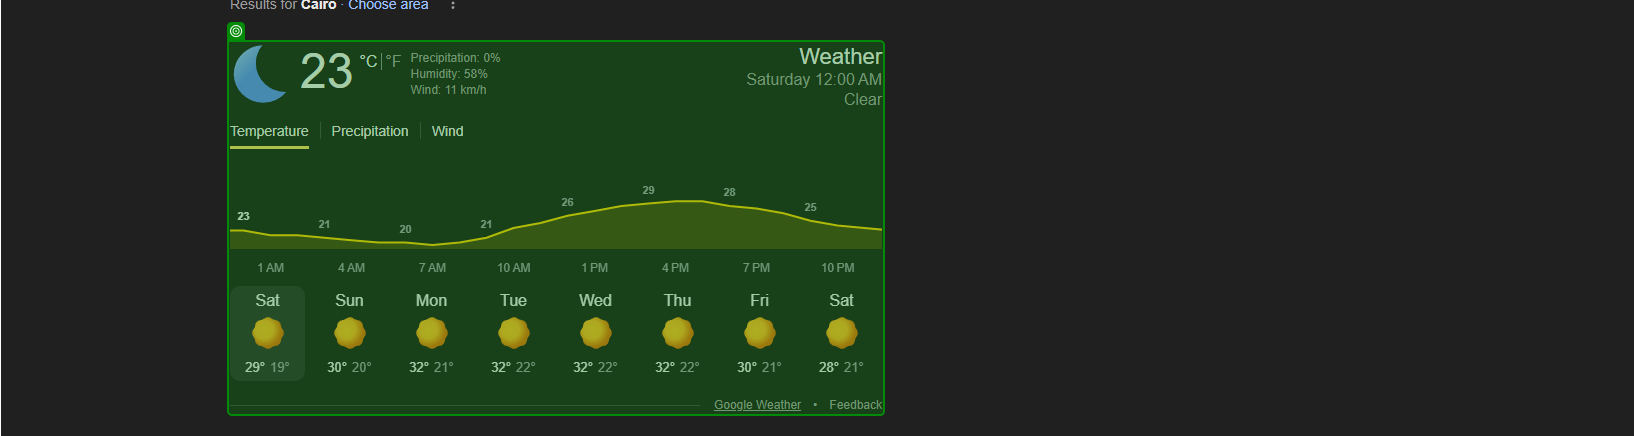 Results for Cairo · Choose area
23 °C | °F
Precipitation: 0%
Humidity: 58%
Wind: 11 km/h
Weather
Saturday 12:00 AM
Clear
Temperature | Precipitation | Wind
23 21 20 21 26 29 28 25
1 AM 4 AM 7 AM 10 AM 1 PM 4 PM 7 PM 10 PM
Sat Sun Mon Tue Wed Thu Fri Sat
29° 19° 30° 20° 32° 21° 32° 22° 32° 22° 32° 22° 30° 21° 28° 21°
Google Weather • Feedback